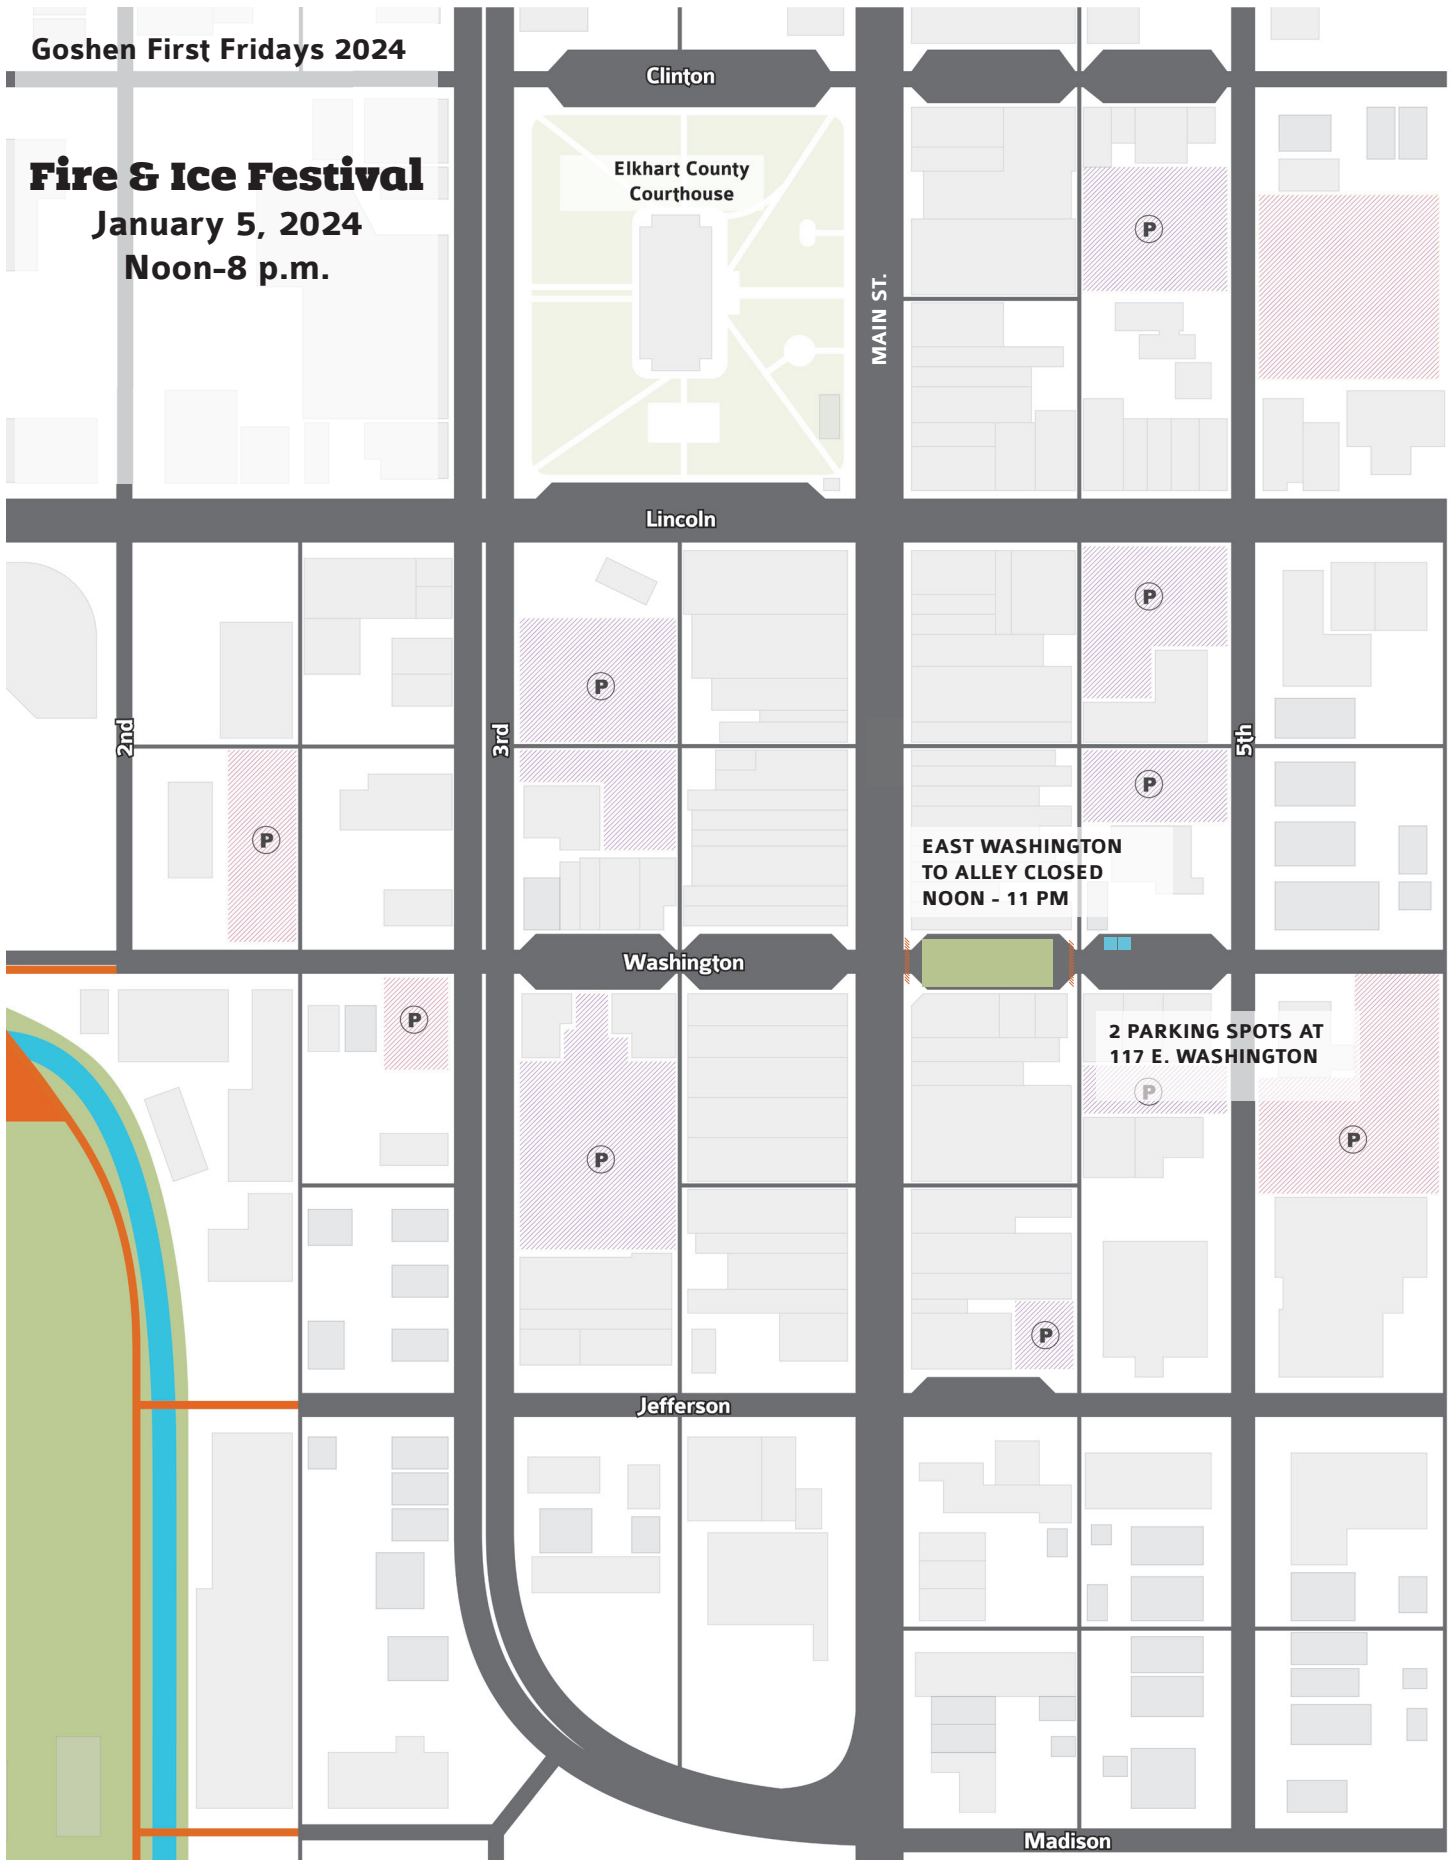 Goshen First Fridays 2024
Clinton
Fire & Ice Festival
January 5, 2024
Noon-8 p.m.
Elkhart County
Courthouse
P
MAIN ST.
Lincoln
P
P
2nd
3rd
5th
P
P
EAST WASHINGTON
TO ALLEY CLOSED
NOON - 11 PM
Washington
P
2 PARKING SPOTS AT
117 E. WASHINGTON
P
P
P
P
Jefferson
Madison